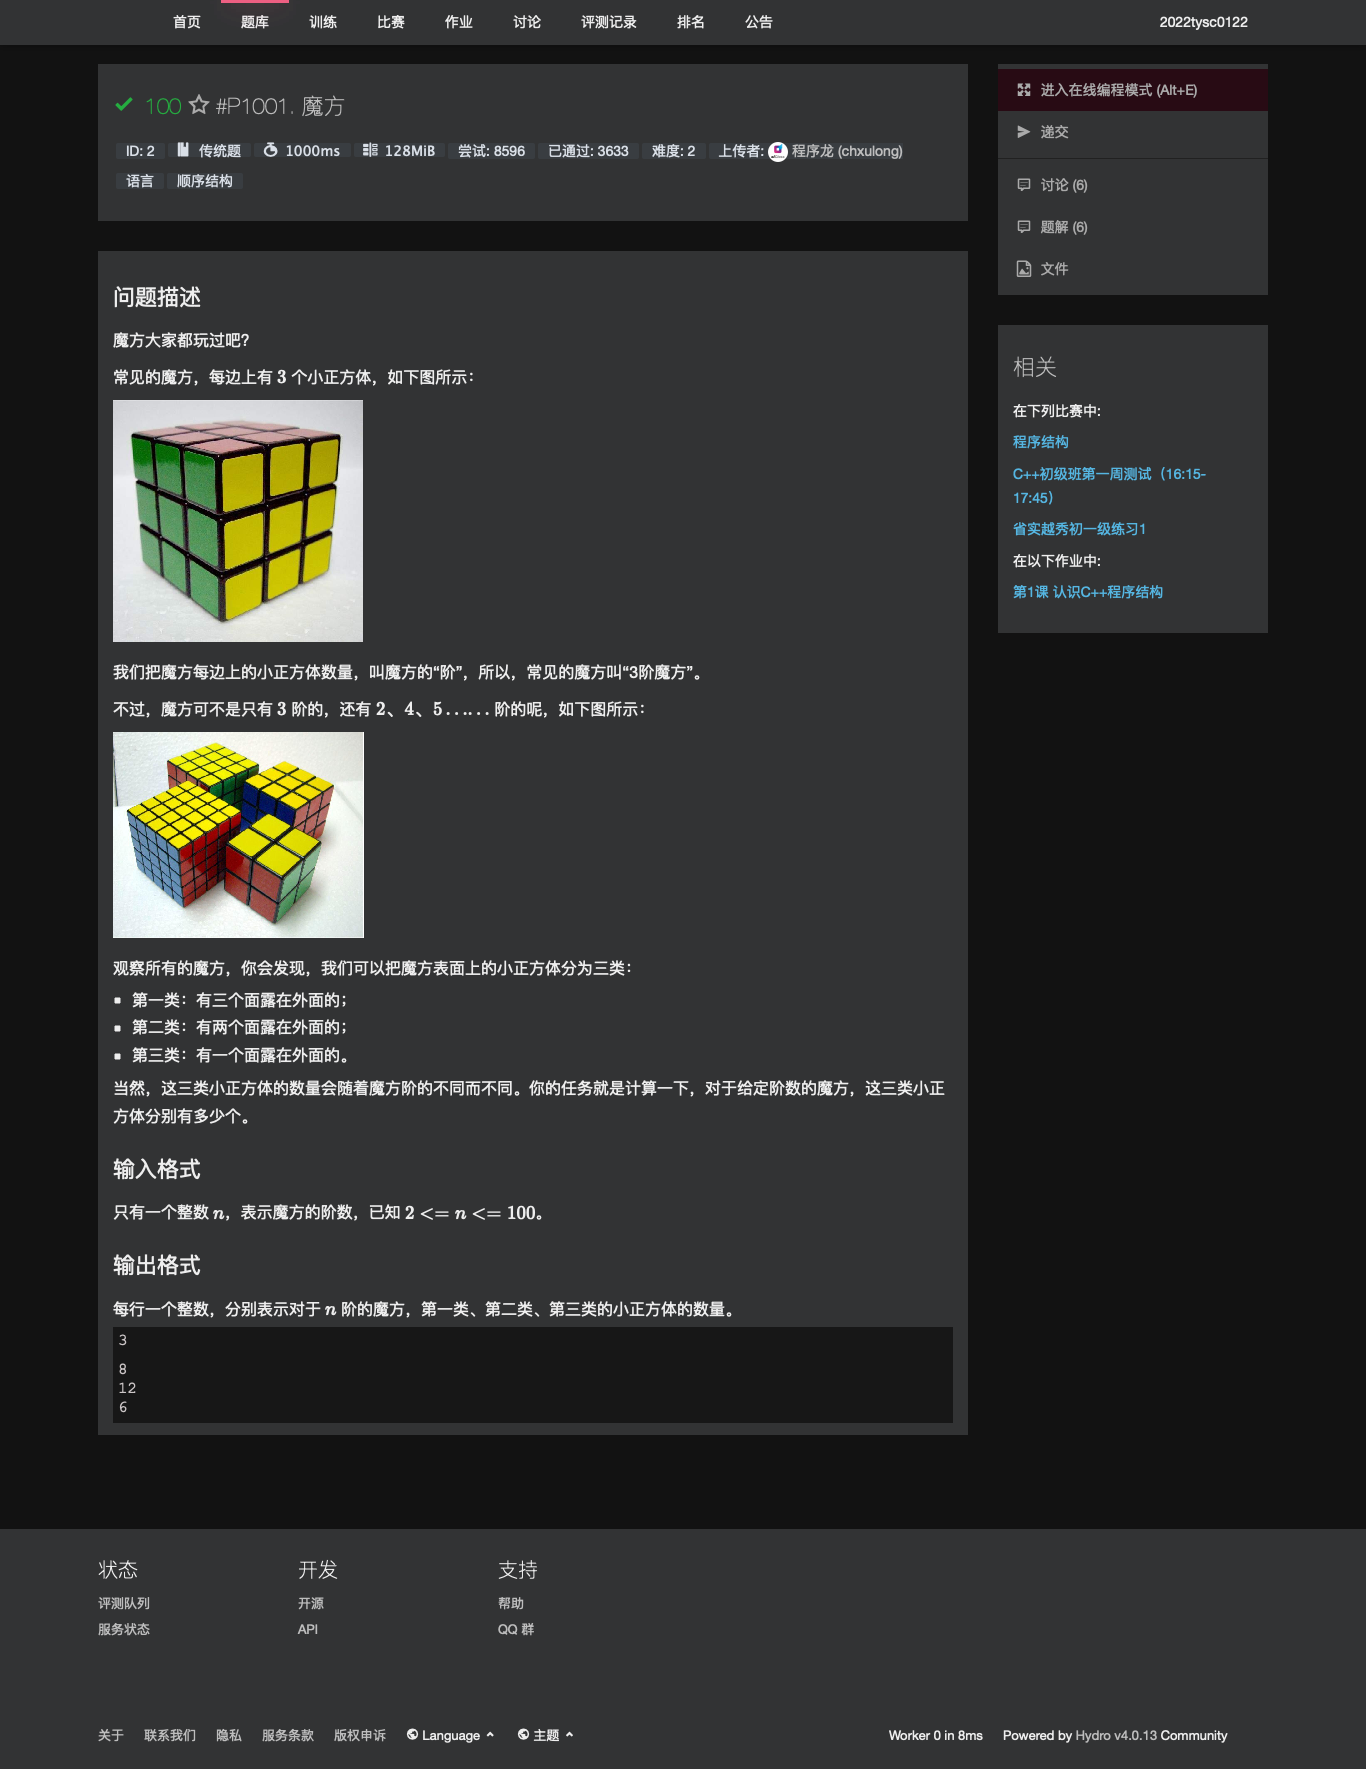 首页 题库 训练 比赛 作业 讨论 评测记录 排名 公告 2022tysc0122
100 #P1001. 魔方
ID: 2 传统题 1000ms 128MiB 尝试: 8596 已通过: 3633 难度: 2 上传者: 程序龙 (chxulong)
语言 顺序结构
问题描述
魔方大家都玩过吧?
常见的魔方，每边上有 3 个小正方体，如下图所示：
我们把魔方每边上的小正方体数量，叫魔方的“阶”，所以，常见的魔方叫“3阶魔方”。
不过，魔方可不是只有 3 阶的，还有 2、4、5…… 阶的呢，如下图所示：
观察所有的魔方，你会发现，我们可以把魔方表面上的小正方体分为三类：
第一类：有三个面露在外面的；
第二类：有两个面露在外面的；
第三类：有一个面露在外面的。
当然，这三类小正方体的数量会随着魔方阶的不同而不同。你的任务就是计算一下，对于给定阶数的魔方，这三类小正
方体分别有多少个。
输入格式
只有一个整数 n，表示魔方的阶数，已知 2 <= n <= 100。
输出格式
每行一个整数，分别表示对于 n 阶的魔方，第一类、第二类、第三类的小正方体的数量。
3
8
12
6
进入在线编程模式 (Alt+E)
递交
讨论 (6)
题解 (6)
文件
相关
在下列比赛中:
程序结构
C++初级班第一周测试（16:15-
17:45）
省实越秀初一级练习1
在以下作业中:
第1课 认识C++程序结构
状态
评测队列
服务状态
开发
开源
API
支持
帮助
QQ 群
关于 联系我们 隐私 服务条款 版权申诉 Language 主题 Worker 0 in 8ms Powered by Hydro v4.0.13 Community